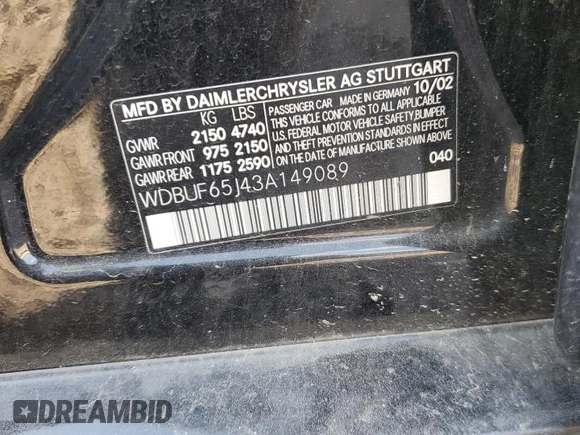 MFD BY DAIMLERCHRYSLER AG STUTTGART
KG LBS
GVWR 2150 4740
GAWR FRONT 975 2150
GAWR REAR 1175 2590
PASSENGER CAR MADE IN GERMANY 10/02
THIS VEHICLE CONFORMS TO ALL APPLICABLE
U.S. FEDERAL MOTOR VEHICLE SAFETY,BUMPER
AND THEFT PREVENTION STANDARDS IN EFFECT
ON THE DATE OF MANUFACTURE SHOWN ABOVE
WDBUF65J43A149089
040
DREAMBID